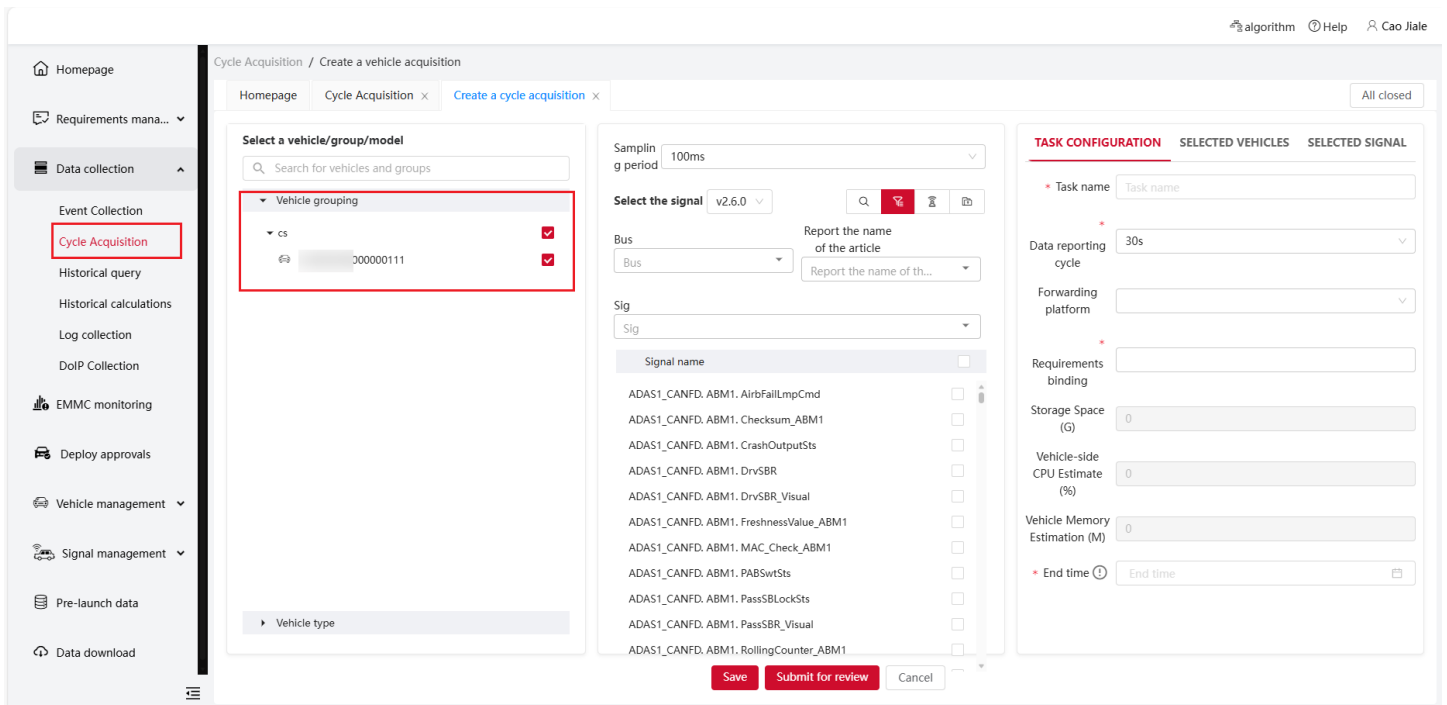 algorithm Help Cao Jiale
Homepage
Requirements mana...
Data collection
Event Collection
Cycle Acquisition
Historical query
Historical calculations
Log collection
DoIP Collection
EMMC monitoring
Deploy approvals
Vehicle management
Signal management
Pre-launch data
Data download
Cycle Acquisition / Create a vehicle acquisition
Homepage Cycle Acquisition × Create a cycle acquisition × All closed
Select a vehicle/group/model
Search for vehicles and groups
Vehicle grouping
cs
000000111
Vehicle type
Samplin
g period 100ms
Select the signal v2.6.0
Bus
Bus
Report the name
of the article
Report the name of th...
Sig
Sig
Signal name
ADAS1_CANFD. ABM1. AirbFailLmpCmd
ADAS1_CANFD. ABM1. Checksum_ABM1
ADAS1_CANFD. ABM1. CrashOutputSts
ADAS1_CANFD. ABM1. DrvSBR
ADAS1_CANFD. ABM1. DrvSBR_Visual
ADAS1_CANFD. ABM1. FreshnessValue_ABM1
ADAS1_CANFD. ABM1. MAC_Check_ABM1
ADAS1_CANFD. ABM1. PABSwtSts
ADAS1_CANFD. ABM1. PassSBLockSts
ADAS1_CANFD. ABM1. PassSBR_Visual
ADAS1_CANFD. ABM1. RollingCounter_ABM1
Save Submit for review Cancel
TASK CONFIGURATION SELECTED VEHICLES SELECTED SIGNAL
* Task name Task name
*
Data reporting
cycle 30s
Forwarding
platform
*
Requirements
binding
Storage Space
(G) 0
Vehicle-side
CPU Estimate
(%) 0
Vehicle Memory
Estimation (M) 0
* End time End time